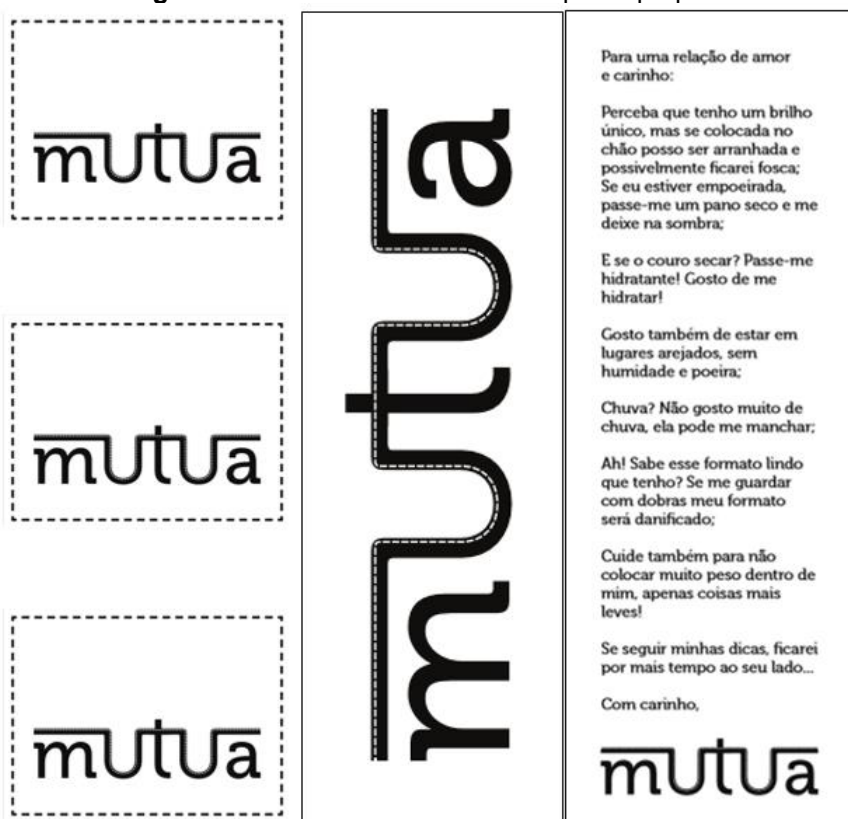 mutua
mutua
mutua
mutua
Para uma relação de amor
e carinho:
Perceba que tenho um brilho
único, mas se colocada no
chão posso ser arranhada e
possivelmente ficarei fosca;
Se eu estiver empoeirada,
passe-me um pano seco e me
deixe na sombra;
E se o couro secar? Passe-me
hidratante! Gosto de me
hidratar!
Gosto também de estar em
lugares arejados, sem
humidade e poeira;
Chuva? Não gosto muito de
chuva, ela pode me manchar;
Ah! Sabe esse formato lindo
que tenho? Se me guardar
com dobras meu formato
será danificado;
Cuide também para não
colocar muito peso dentro de
mim, apenas coisas mais
leves!
Se seguir minhas dicas, ficarei
por mais tempo ao seu lado...
Com carinho,
mutua